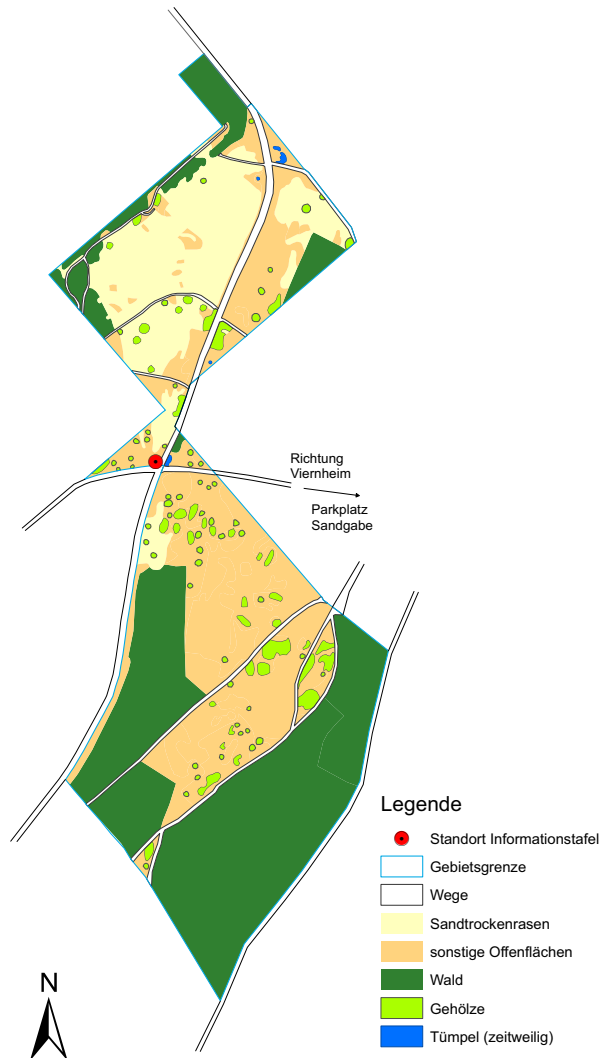 Richtung
Viernheim
Parkplatz
Sandgabe
Legende
Standort Informationstafel
Gebietsgrenze
Wege
Sandtrockenrasen
sonstige Offenflächen
Wald
Gehölze
Tümpel (zeitweilig)
N